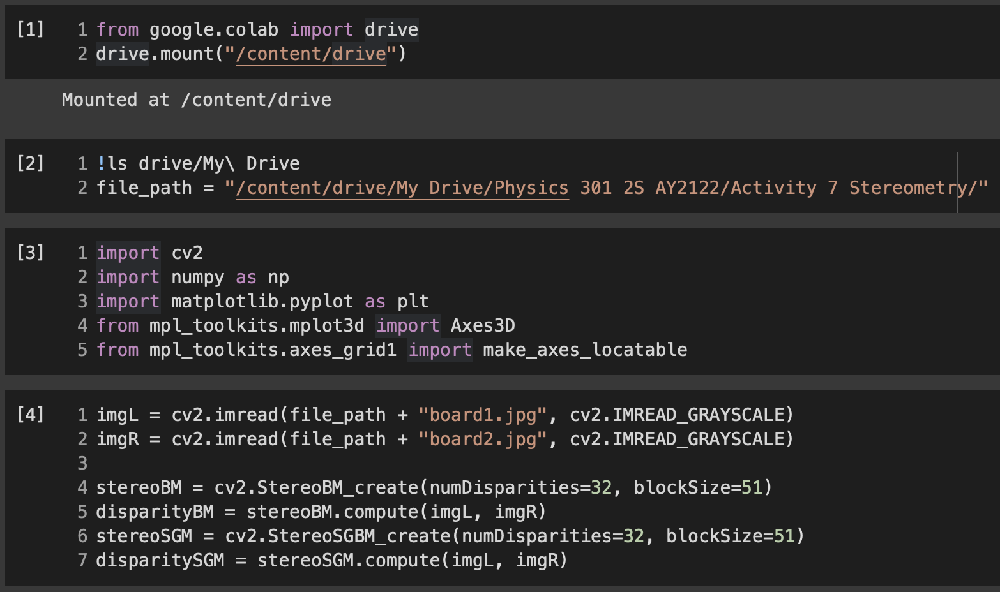 [1] 1 from google.colab import drive
2 drive.mount("/content/drive")
Mounted at /content/drive
[2] 1 !ls drive/My\ Drive
2 file_path = "/content/drive/My Drive/Physics 301 2S AY2122/Activity 7 Stereometry/"
[3] 1 import cv2
2 import numpy as np
3 import matplotlib.pyplot as plt
4 from mpl_toolkits.mplot3d import Axes3D
5 from mpl_toolkits.axes_grid1 import make_axes_locatable
[4] 1 imgL = cv2.imread(file_path + "board1.jpg", cv2.IMREAD_GRAYSCALE)
2 imgR = cv2.imread(file_path + "board2.jpg", cv2.IMREAD_GRAYSCALE)
3
4 stereoBM = cv2.StereoBM_create(numDisparities=32, blockSize=51)
5 disparityBM = stereoBM.compute(imgL, imgR)
6 stereoSGM = cv2.StereoSGBM_create(numDisparities=32, blockSize=51)
7 disparitySGM = stereoSGM.compute(imgL, imgR)